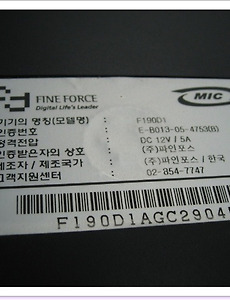 FINE FORCE
Digital Life's Leader
MIC
기기의 명칭(모델명) : F190D1
인증번호 : E-B013-05-4753(B)
정격전압 : DC 12V / 5A
인증받은자의 상호 : (주)파인포스
제조자 / 제조국가 : (주)파인포스 / 한국
고객지원센터 : 02-854-7747
F190D1AGC2904